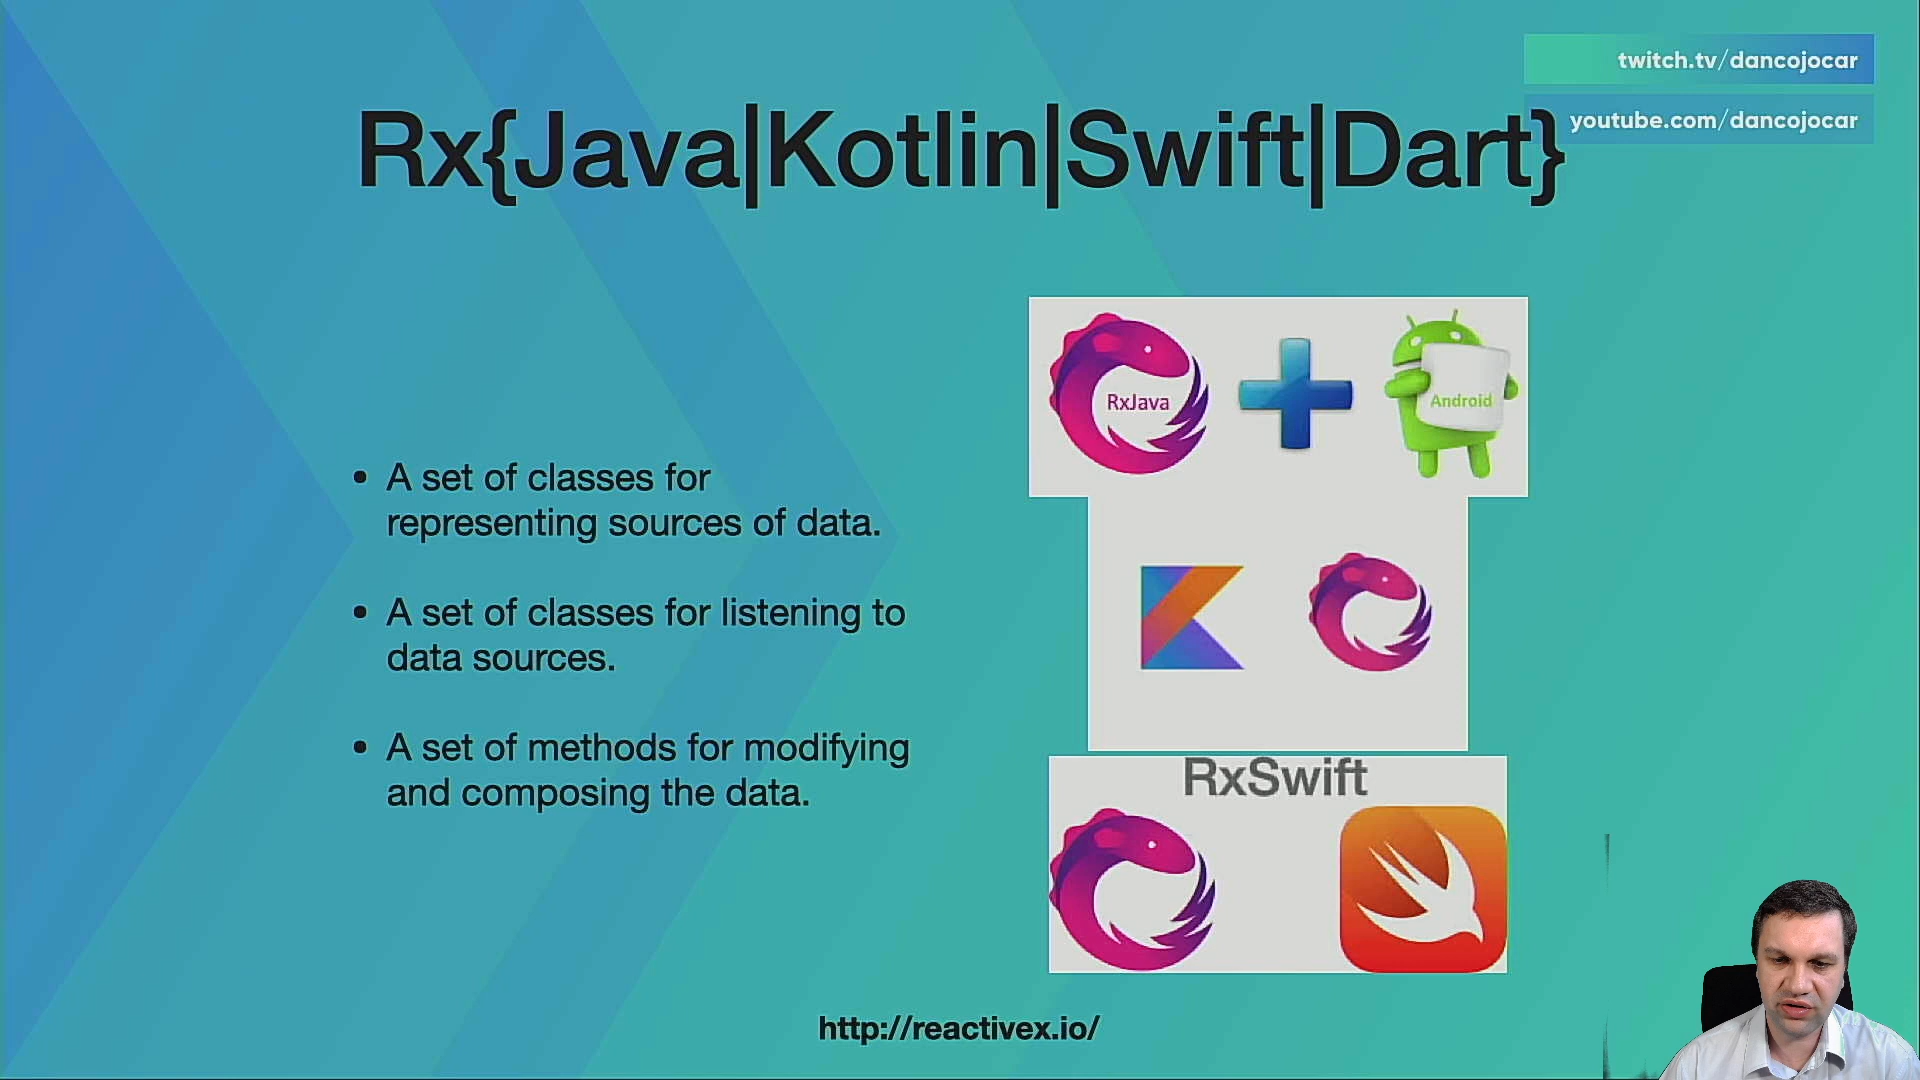 twitch.tv/dancojocar
youtube.com/dancojocar
Rx{Java|Kotlin|Swift|Dart}
• A set of classes for
representing sources of data.
• A set of classes for listening to
data sources.
• A set of methods for modifying
and composing the data.
RxJava
Android
RxSwift
http://reactivex.io/